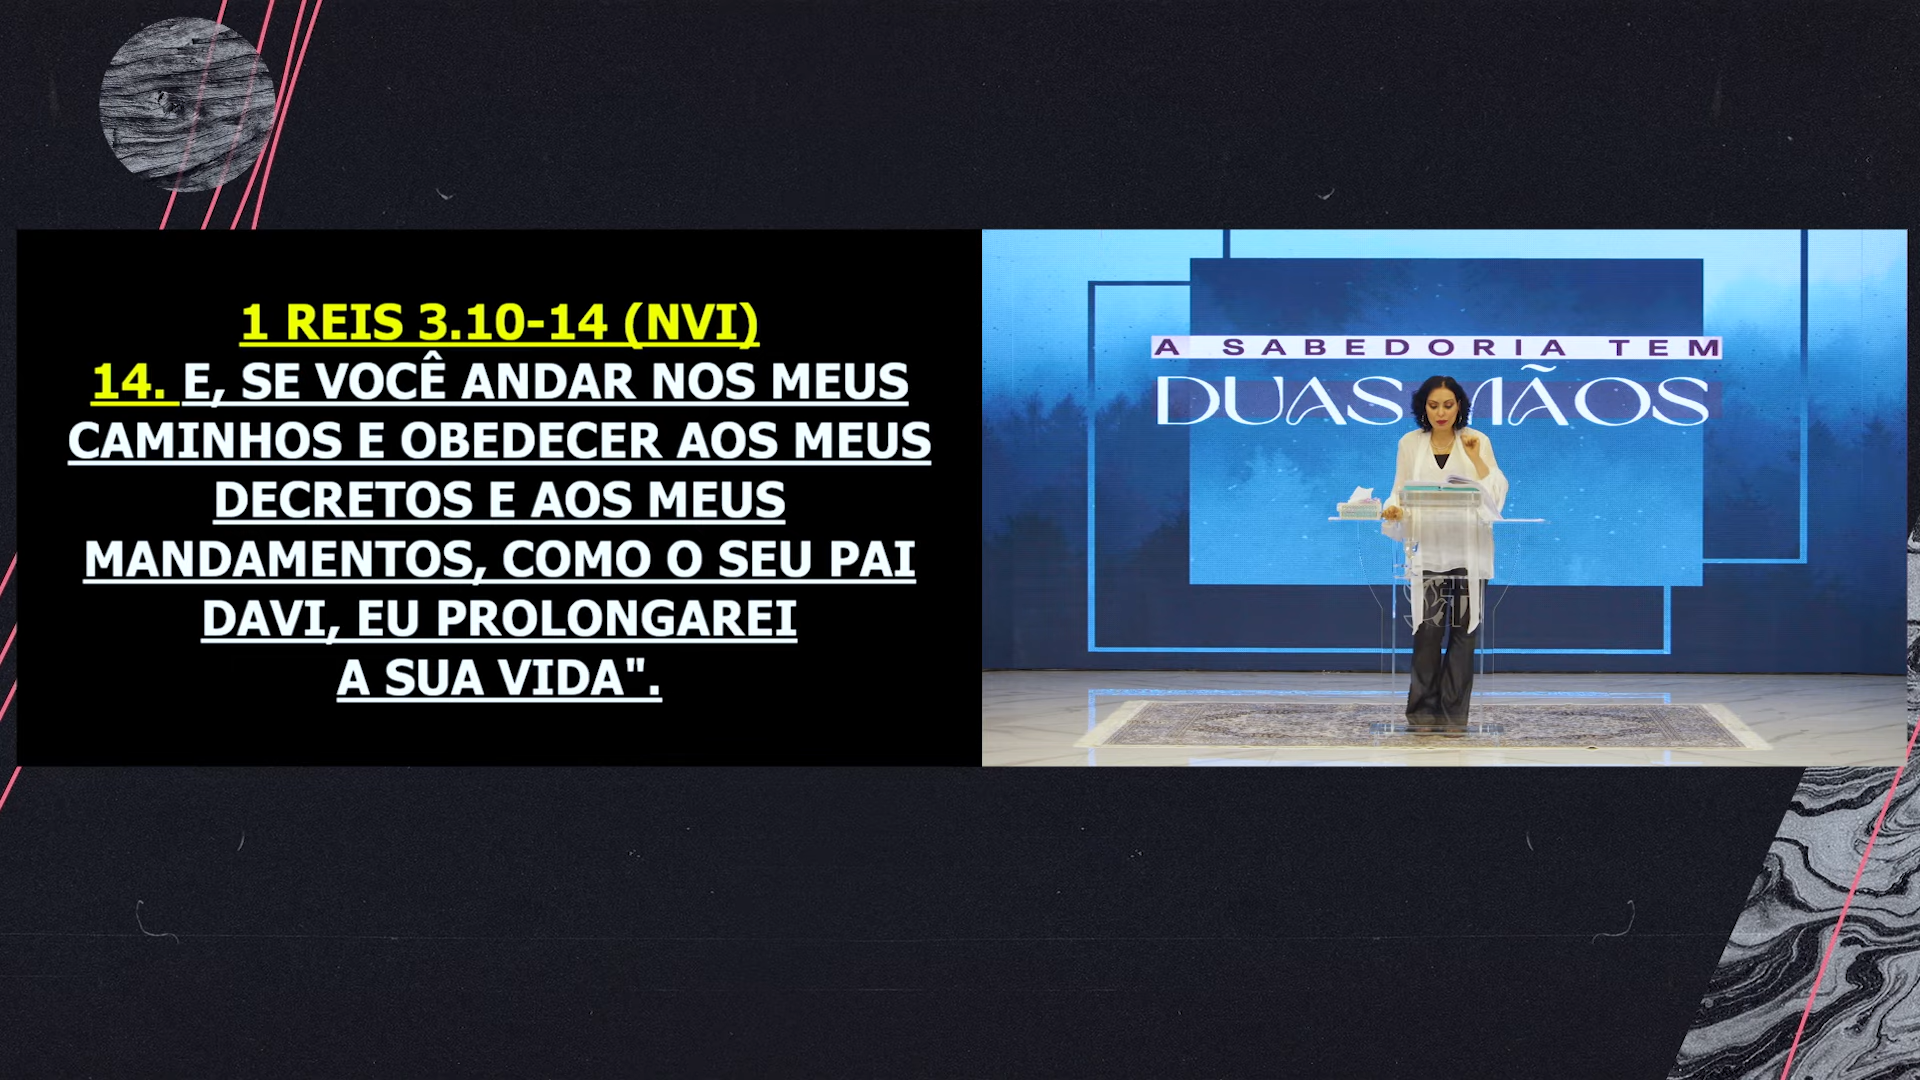 1 REIS 3.10-14 (NVI)
14. E, SE VOCÊ ANDAR NOS MEUS
CAMINHOS E OBEDECER AOS MEUS
DECRETOS E AOS MEUS
MANDAMENTOS, COMO O SEU PAI
DAVI, EU PROLONGAREI
A SUA VIDA".
A SABEDORIA TEM
DUAS MÃOS